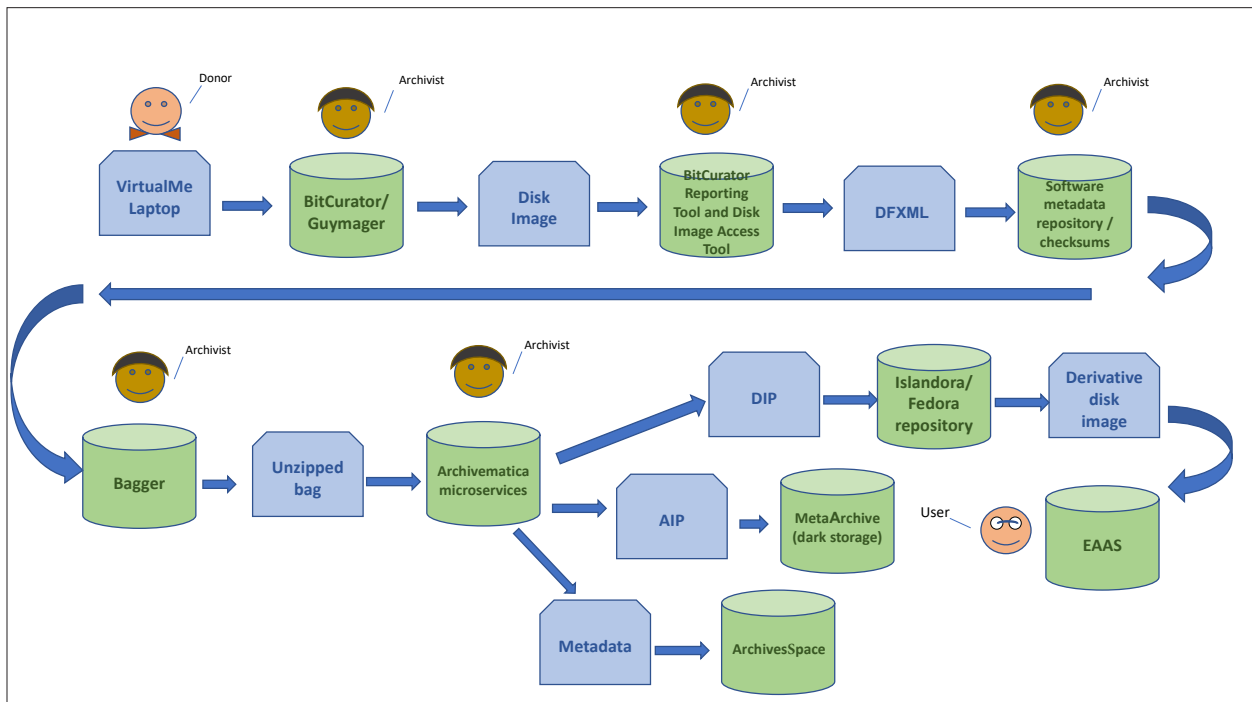 Donor
Archivist
Archivist
Archivist
VirtualMe
Laptop
BitCurator/
Guymager
Disk
Image
BitCurator
Reporting
Tool and Disk
Image Access
Tool
DFXML
Software
metadata
repository /
checksums
Archivist
Archivist
Bagger
Unzipped
bag
Archivematica
microservices
DIP
Islandora/
Fedora
repository
Derivative
disk
image
AIP
MetaArchive
(dark storage)
User
EAAS
Metadata
ArchivesSpace